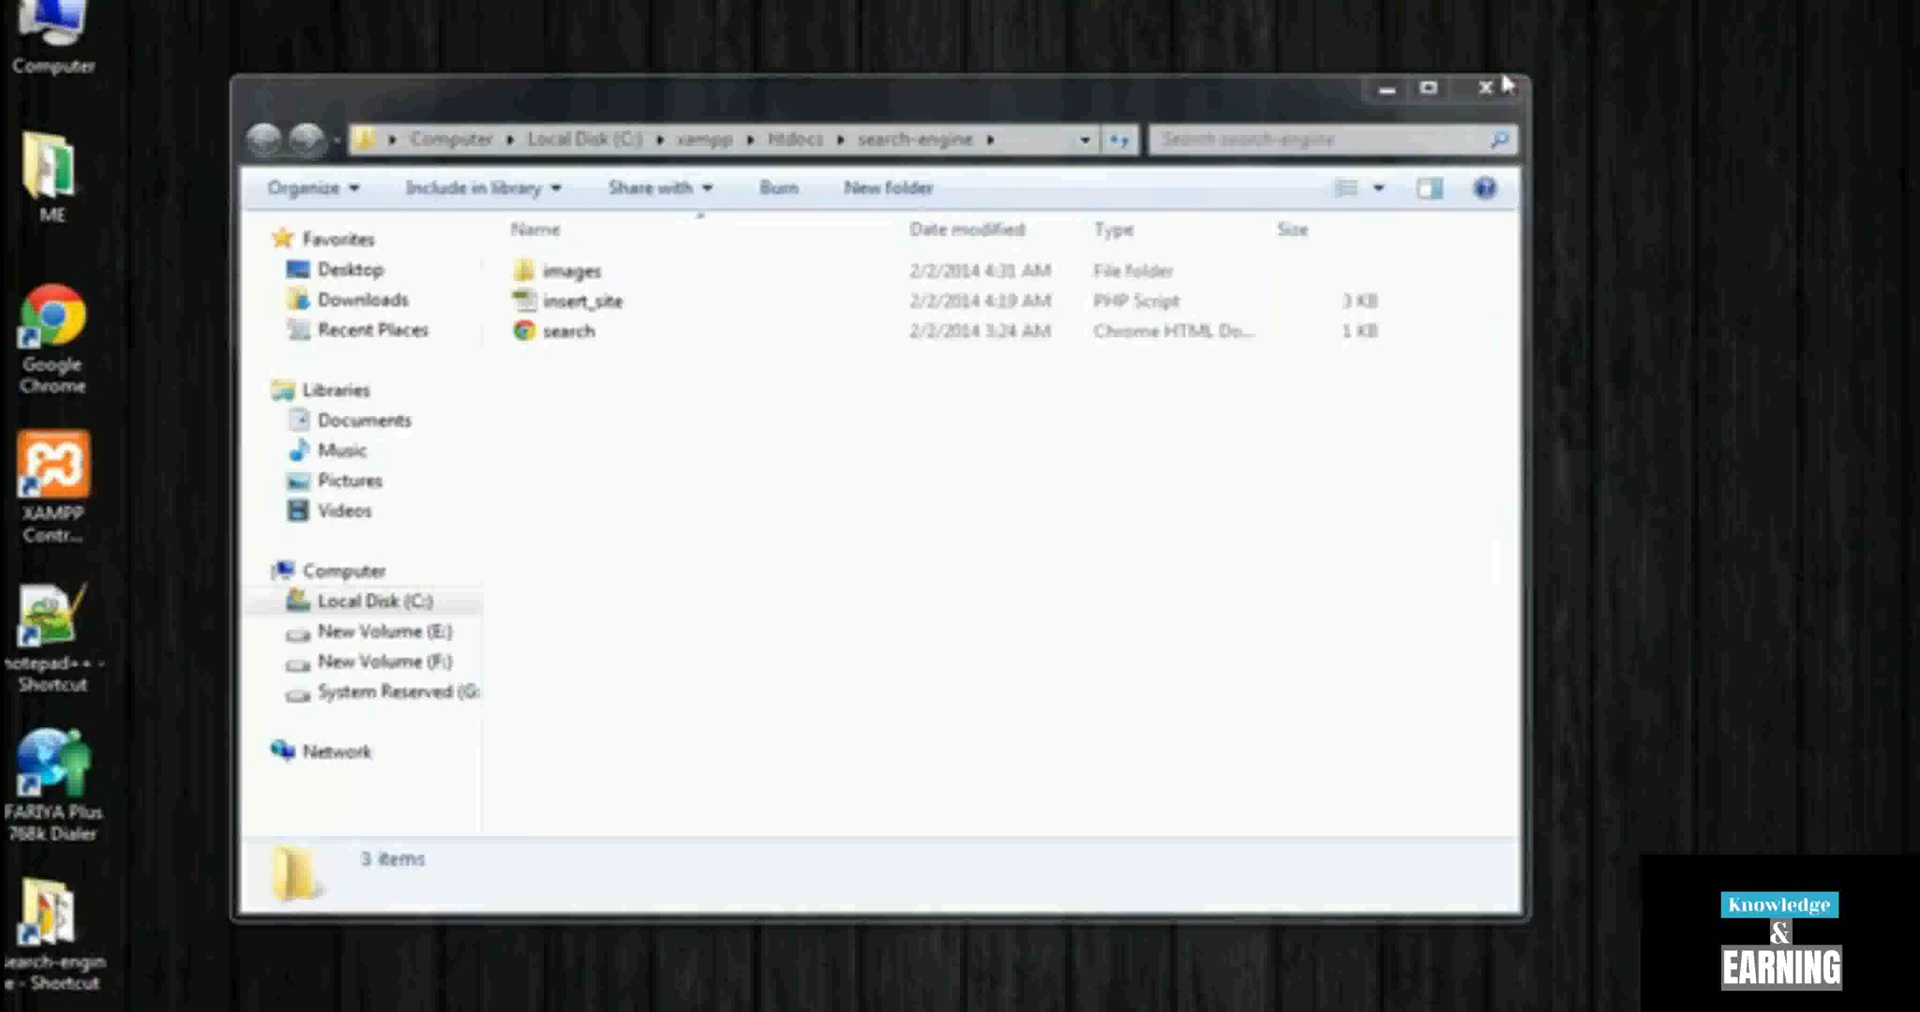 Computer
ME
Google
Chrome
XAMPP
Contr...
notepad++ -
Shortcut
FARIYA Plus
768k Dialer
search-engin
e - Shortcut
Computer Local Disk (C:) xampp htdocs search-engine
Search search-engine
Organize Include in library Share with Burn New folder
Name Date modified Type Size
images 2/2/2014 4:31 AM File folder
insert_site 2/2/2014 4:19 AM PHP Script 3 KB
search 2/2/2014 3:24 AM Chrome HTML Do... 1 KB
Favorites
Desktop
Downloads
Recent Places
Libraries
Documents
Music
Pictures
Videos
Computer
Local Disk (C:)
New Volume (E:)
New Volume (F:)
System Reserved (G:
Network
3 items
Knowledge
&
EARNING